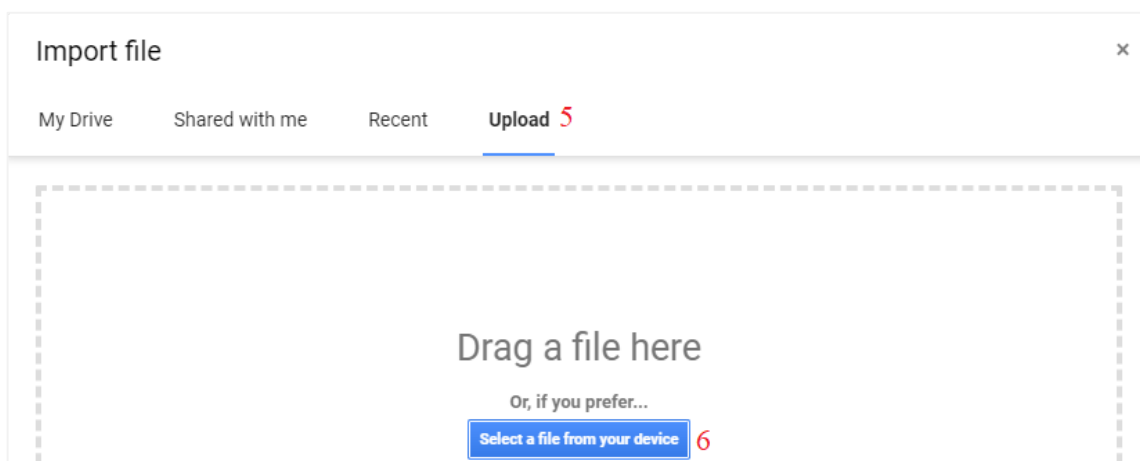 Import file ×
My Drive Shared with me Recent Upload 5
Drag a file here
Or, if you prefer...
Select a file from your device 6